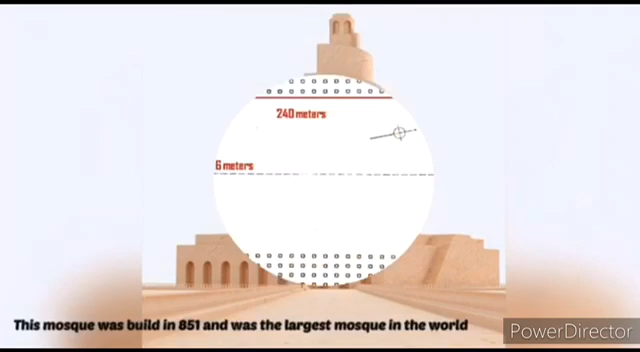 240 meters
6 meters
This mosque was build in 851 and was the largest mosque in the world
PowerDirector